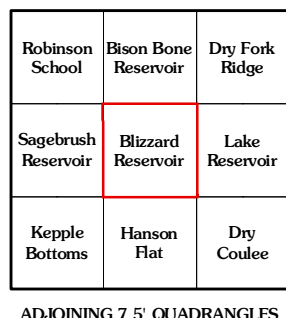 Robinson School
Bison Bone Reservoir
Dry Fork Ridge
Sagebrush Reservoir
Blizzard Reservoir
Lake Reservoir
Kepple Bottoms
Hanson Flat
Dry Coulee
ADJOINING 7.5' QUADRANGLES